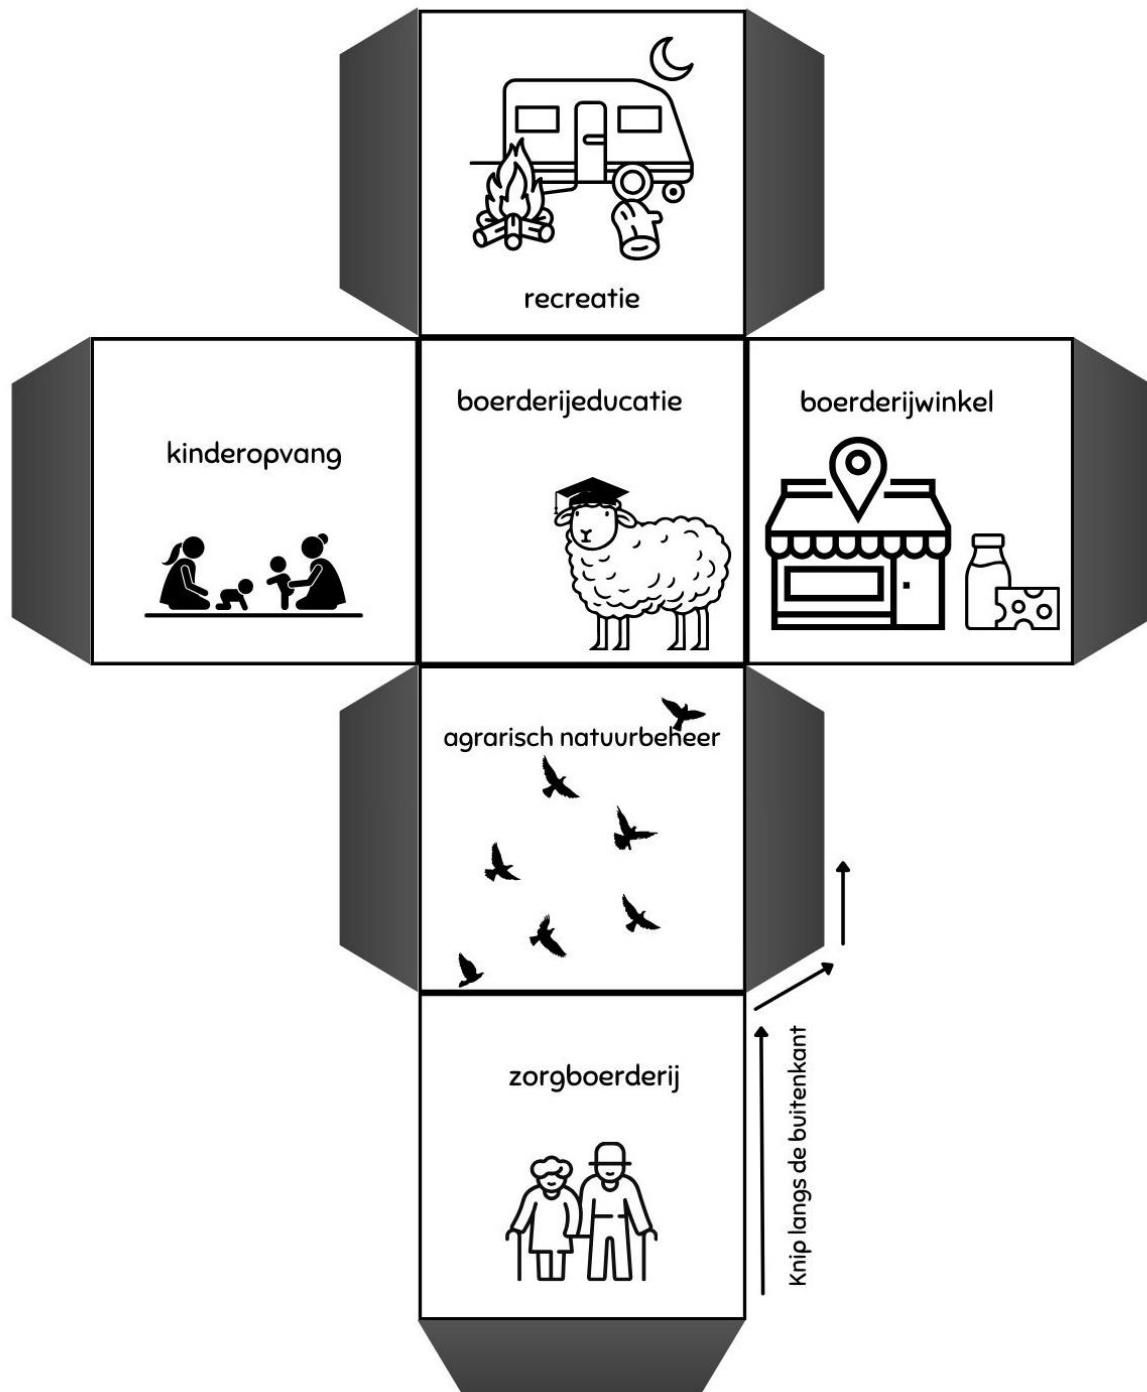 recreatie
kinderopvang
boerderijeducatie
boerderijwinkel
agrarisch natuurbeheer
zorgboerderij
Knip langs de buitenkant